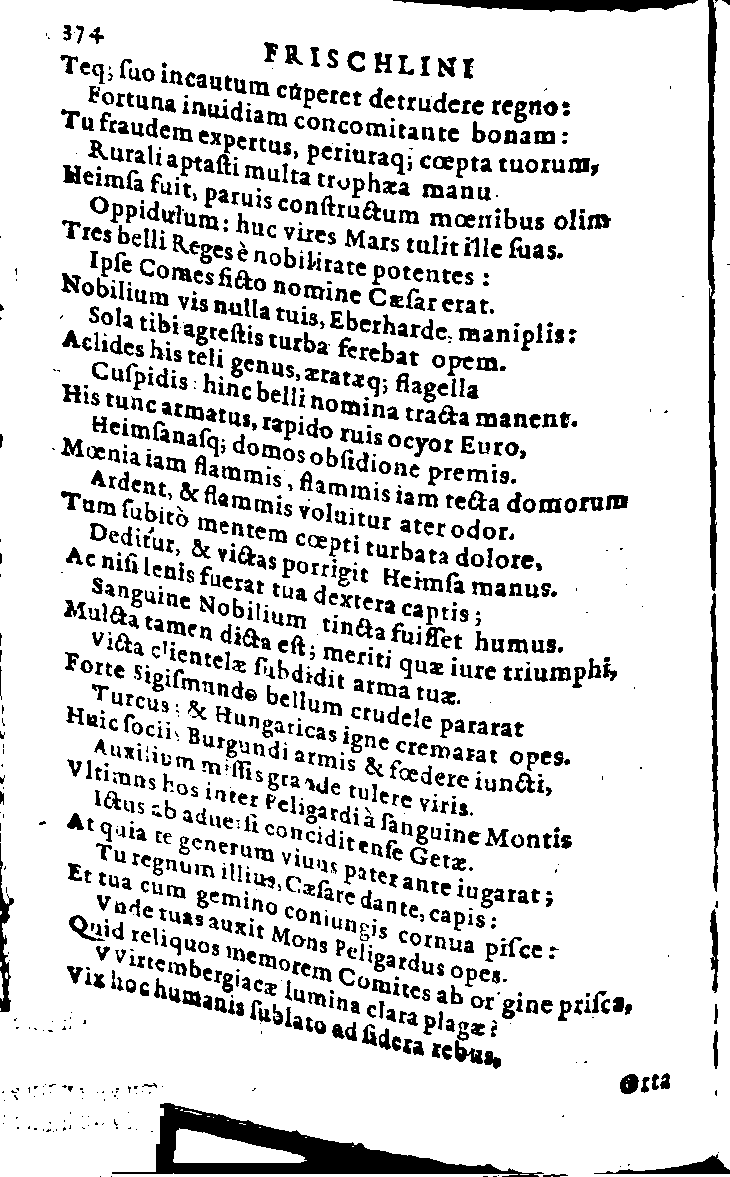 374
FRISCHLINI
Teq; ſuo incautum cuperet detrudere regno:
Fortuna inuidiam concomitante bonam:
Tu fraudem expertus, periuraq; cœpta tuorum,
Rurali aptaſti multa trophæa manu.
Heimſa fuit, paruis conſtructum mœnibus olim
Oppidulum: huc vires Mars tulit ille ſuas.
Tres belli Reges è nobilitate potentes:
Ipſe Comes ficto nomine Cæſar erat.
Nobilium vis nulla tuis, Eberharde, maniplis:
Sola tibi agreſtis turba ferebat opem.
Aclides his teli genus, ærataq; flagella
Cuſpidis: hinc belli nomina tracta manent.
His tunc armatus, rapido ruis ocyor Euro,
Heimſanaſq; domos obſidione premis.
Mœnia iam flammis, flammis iam tecta domorum
Ardent, & flammis voluitur ater odor.
Tum ſubitò mentem cœpti turbata dolore,
Deditur, & victas porrigit Heimſa manus.
Ac niſi lenis fuerat tua dextera captis;
Sanguine Nobilium tincta fuiſſet humus.
Mulcta tamen dicta eſt; meriti quæ iure triumphi,
Victa clientelæ ſubdidit arma tuæ.
Forte Sigiſmundo bellum crudele pararat
Turcus: & Hungaricas igne cremarat opes.
Huic ſocii Burgundi armis & fœdere iuncti,
Auxilium miſſis grande tulere viris.
Vltimns hos inter Peligardi à ſanguine Montis
Ictus ab aduerſi concidit enſe Getæ.
At quia te generum viuus pater ante iugarat;
Tu regnum illius, Cæſare dante, capis:
Et tua cum gemino coniungis cornua piſce:
Vnde tuas auxit Mons Peligardus opes.
Quid reliquos memorem Comites ab origine priſca,
VVirtembergiacæ lumina clara plagæ?
Vix hoc humanis ſublato ad ſidera rebus,
Orta